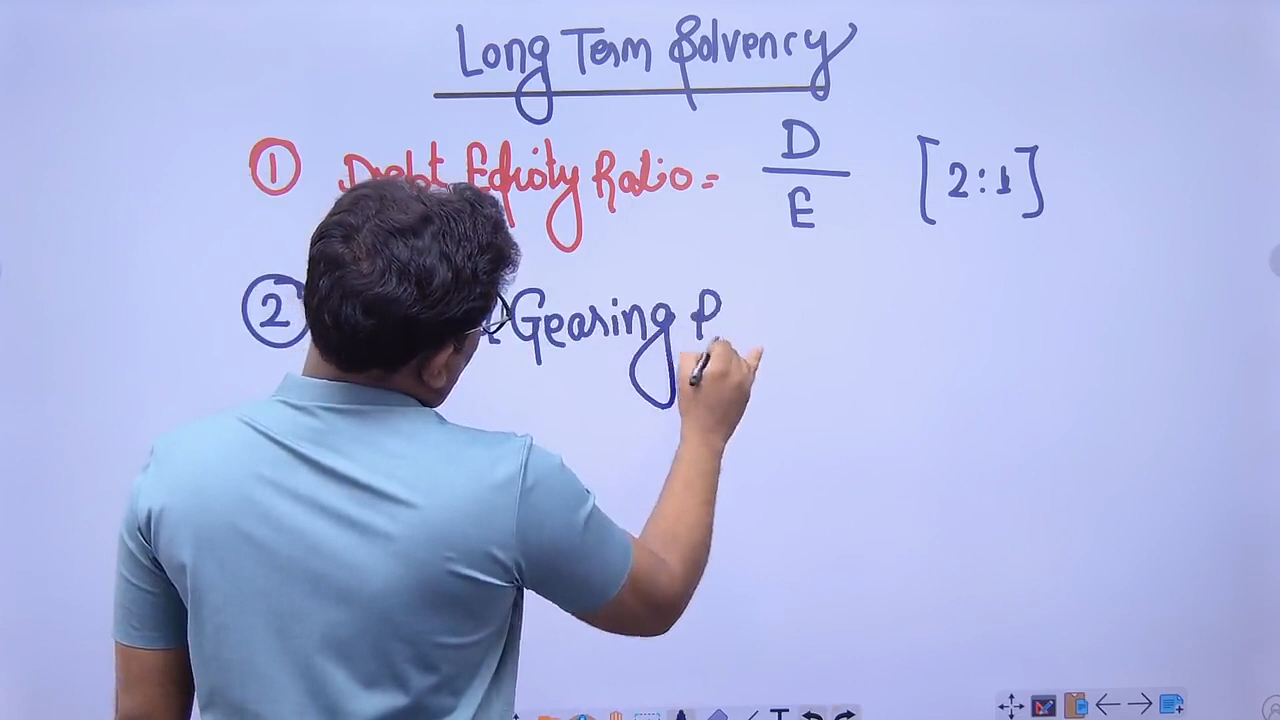 Long Term Solvency
① Debt Equity Ratio = D/E [2:1]
② Gearing